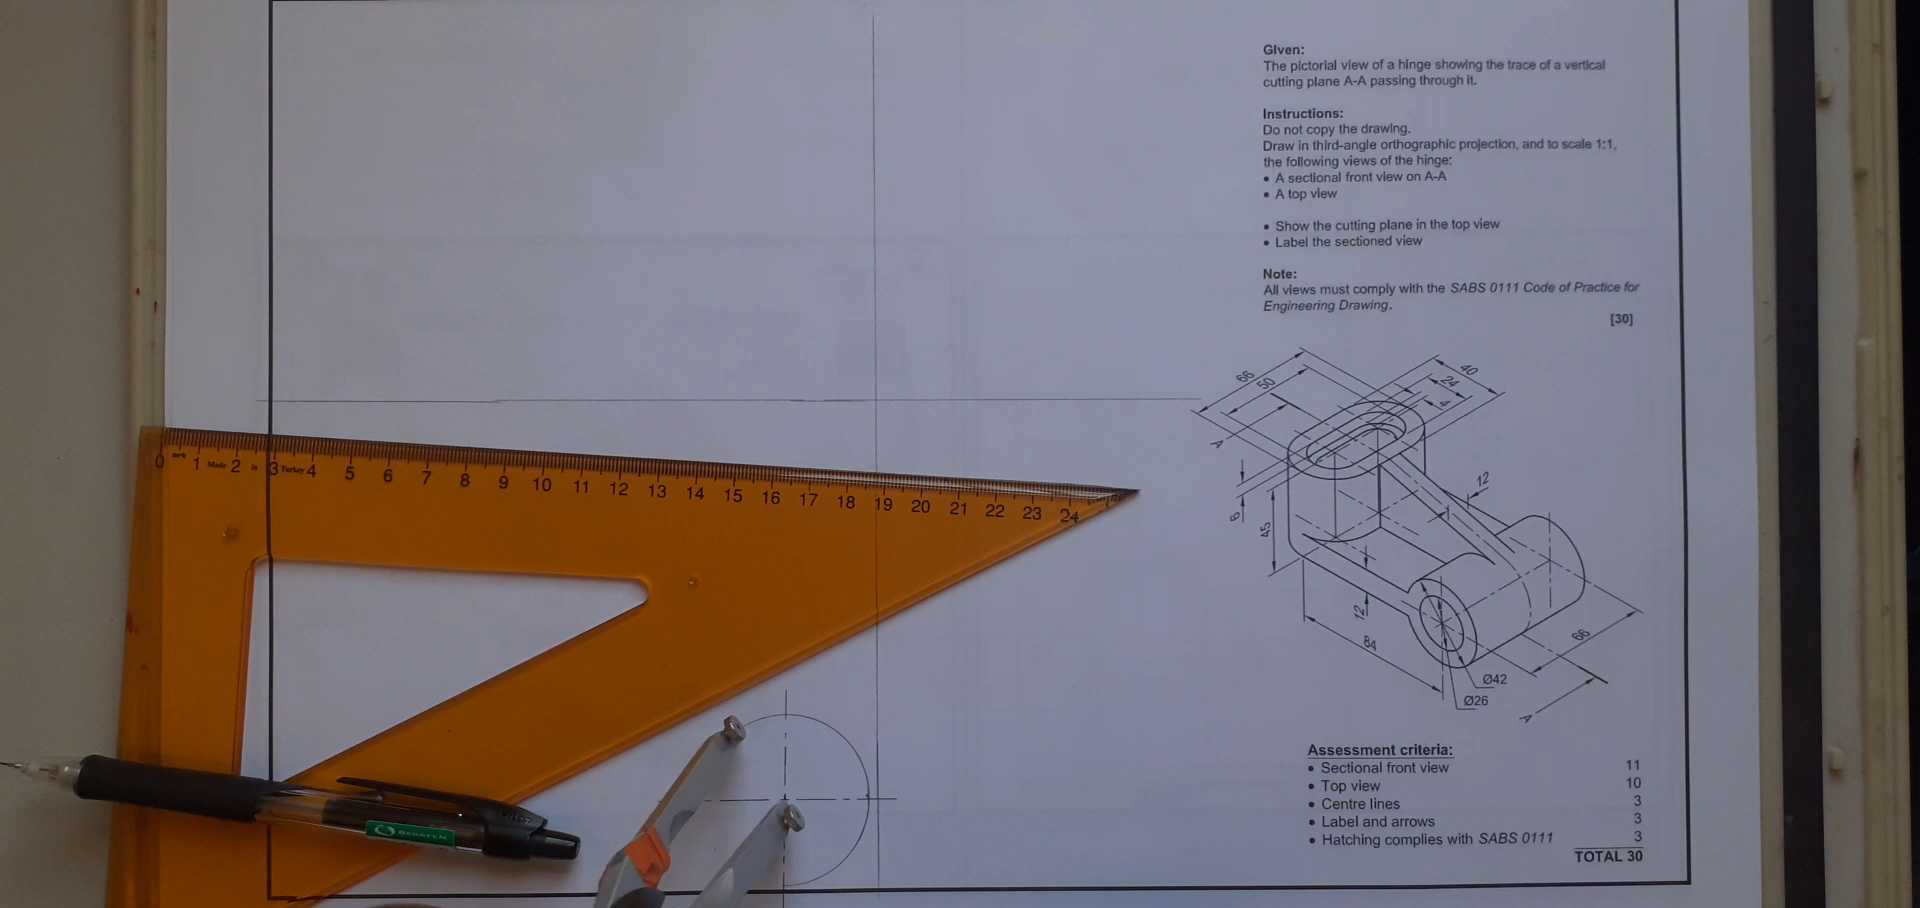 Given:
The pictorial view of a hinge showing the trace of a vertical
cutting plane A-A passing through it.
Instructions:
Do not copy the drawing.
Draw in third-angle orthographic projection, and to scale 1:1,
the following views of the hinge:
• A sectional front view on A-A
• A top view
• Show the cutting plane in the top view
• Label the sectioned view
Note:
All views must comply with the SABS 0111 Code of Practice for
Engineering Drawing.
[30]
66
50
40
24
4
A
12
6
45
12
84
66
Ø42
Ø26
A
Assessment criteria:
• Sectional front view 11
• Top view 10
• Centre lines 3
• Label and arrows 3
• Hatching complies with SABS 0111 3
TOTAL 30
0 1 Made 2 in 3 Turkey 4 5 6 7 8 9 10 11 12 13 14 15 16 17 18 19 20 21 22 23 24
PILOT
BEGREEN